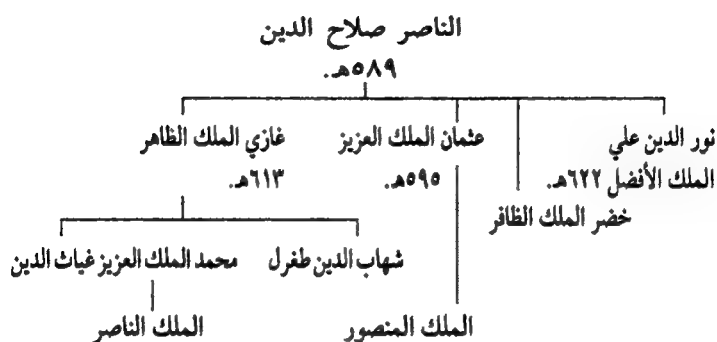 الناصر صلاح الدين
٥٨٩هـ.
نور الدين علي
الملك الأفضل ٦٢٢هـ.
خضر الملك الظافر
عثمان الملك العزيز
٥٩٥هـ.
غازي الملك الظاهر
٦١٣هـ.
شهاب الدين طغرل
محمد الملك العزيز غياث الدين
الملك المنصور
الملك الناصر